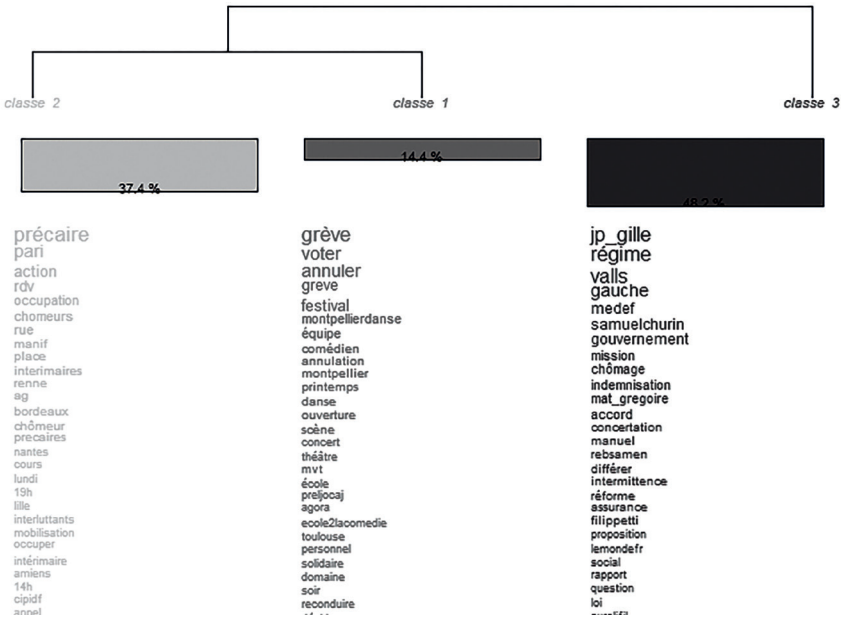 classe 2
classe 1
classe 3
37.4 %
14.4 %
48.2 %
précaire
pari
action
rdv
occupation
chomeurs
rue
manif
place
interimaires
renne
ag
bordeaux
chômeur
precaires
nantes
cours
lundi
19h
lille
interluttants
mobilisation
occuper
intérimaire
amiens
14h
cipidf
appel
grève
voter
annuler
greve
festival
montpellierdanse
équipe
comédien
annulation
montpellier
printemps
danse
ouverture
scène
concert
théâtre
mvt
école
preljocaj
agora
ecole2lacomedie
toulouse
personnel
solidaire
domaine
soir
reconduire
jp_gille
régime
valls
gauche
medef
samuelchurin
gouvernement
mission
chômage
indemnisation
mat_gregoire
accord
concertation
manuel
rebsamen
différer
intermittence
réforme
assurance
filippetti
proposition
lemondefr
social
rapport
question
loi